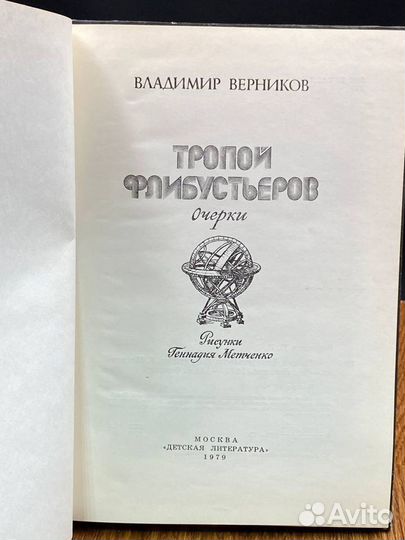 ВЛАДИМИР ВЕРНИКОВ
ТРОПОЙ
ФЛИБУСТЬЕРОВ
Очерки
Рисунки
Геннадия Метченко
МОСКВА
«ДЕТСКАЯ ЛИТЕРАТУРА»
1979
Avito